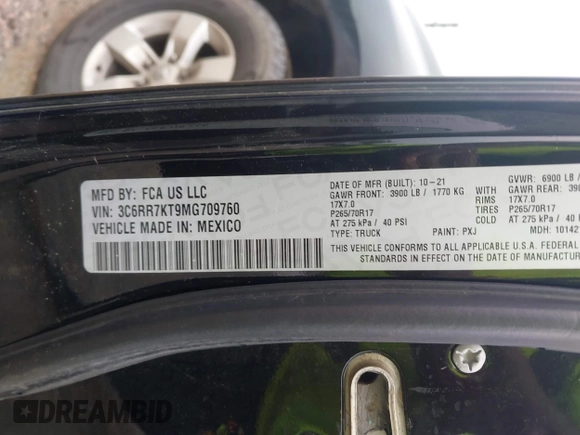 MFD BY: FCA US LLC
VIN: 3C6RR7KT9MG709760
VEHICLE MADE IN: MEXICO
DATE OF MFR (BUILT): 10-21
GAWR FRONT: 3900 LB / 1770 KG
17X7.0
P265/70R17
AT 275 kPa / 40 PSI
TYPE: TRUCK
PAINT: PXJ
GVWR: 6900 LB /
GAWR REAR: 390
RIMS 17X7.0
TIRES P265/70R17
COLD AT 275 kPa / 40
MDH: 10142
THIS VEHICLE CONFORMS TO ALL APPLICABLE U.S.A. FEDERAL
STANDARDS IN EFFECT ON THE DATE OF MANUFACTUR
DREAMBID